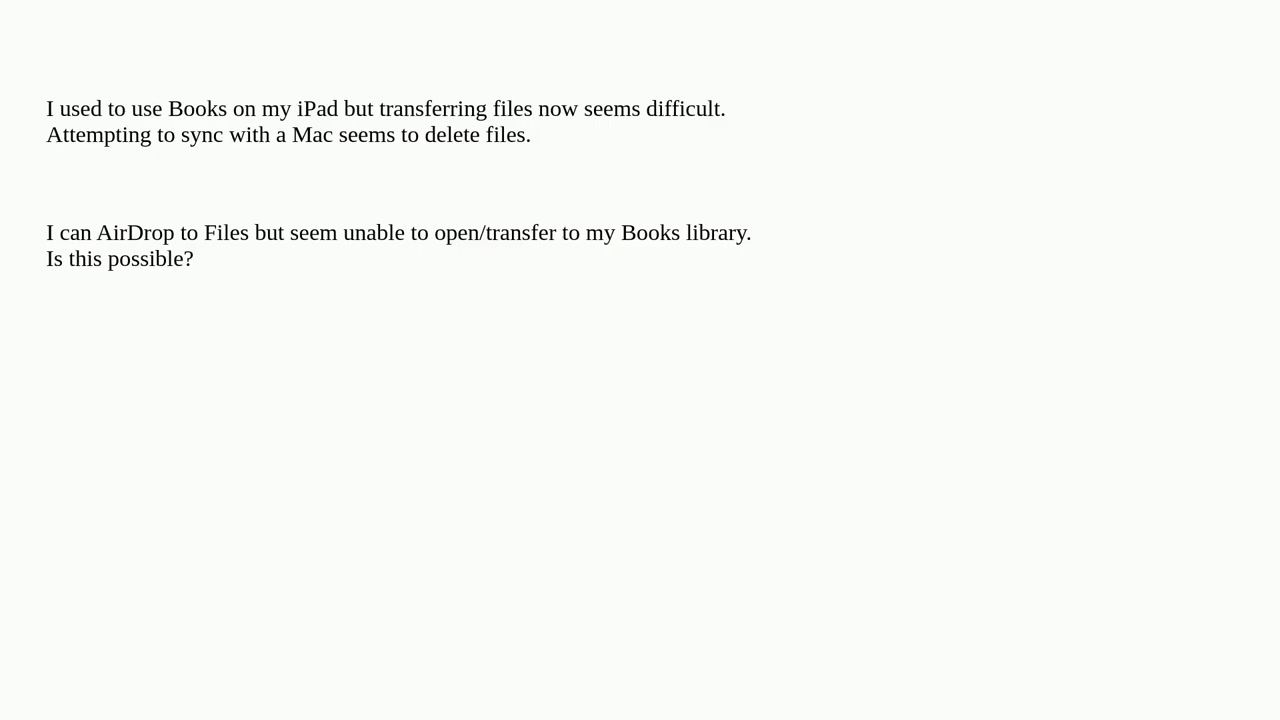 I used to use Books on my iPad but transferring files now seems difficult.
Attempting to sync with a Mac seems to delete files.
I can AirDrop to Files but seem unable to open/transfer to my Books library.
Is this possible?